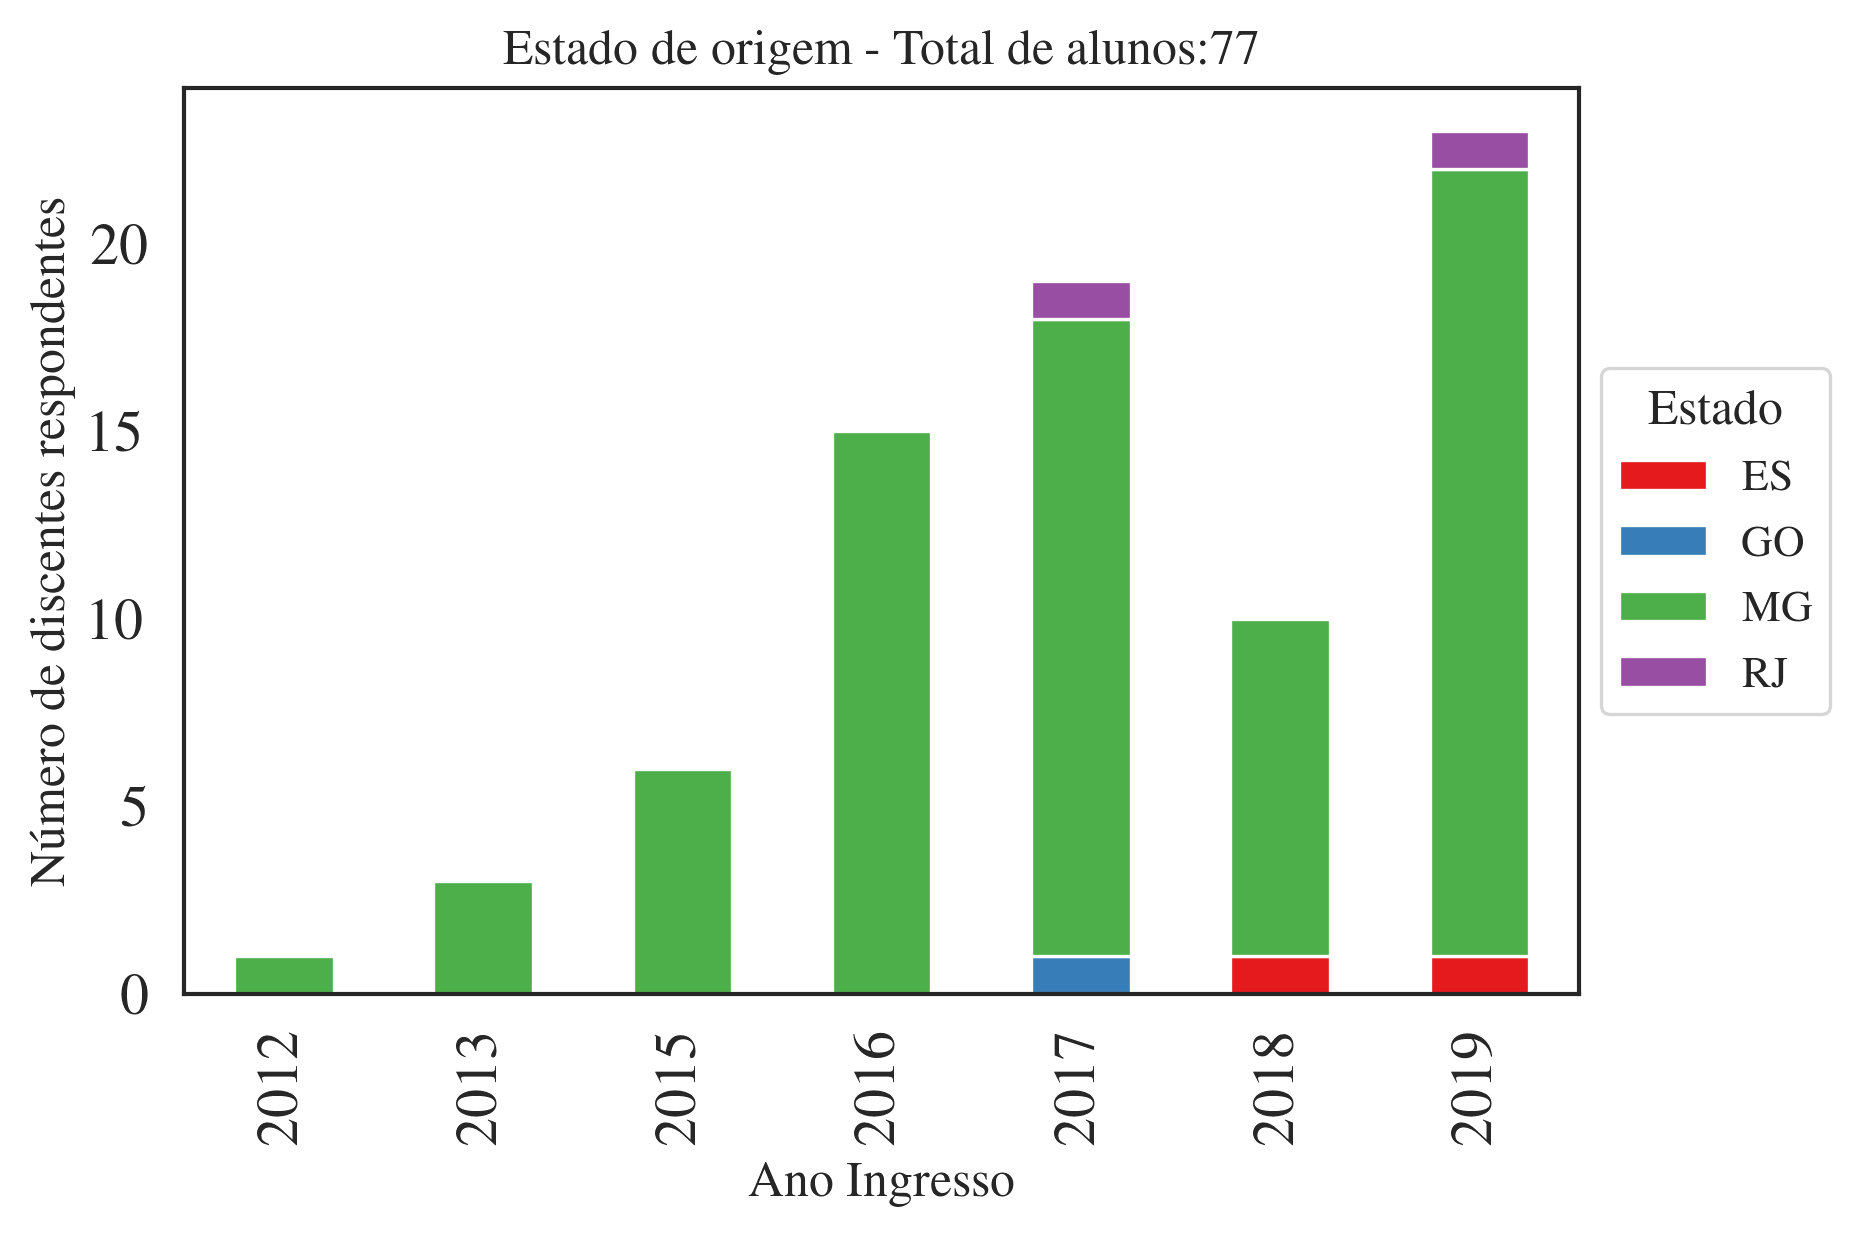 Estado de origem - Total de alunos:77
Número de discentes respondentes
20
15
10
5
0
2012
2013
2015
2016
2017
2018
2019
Ano Ingresso
Estado
ES
GO
MG
RJ